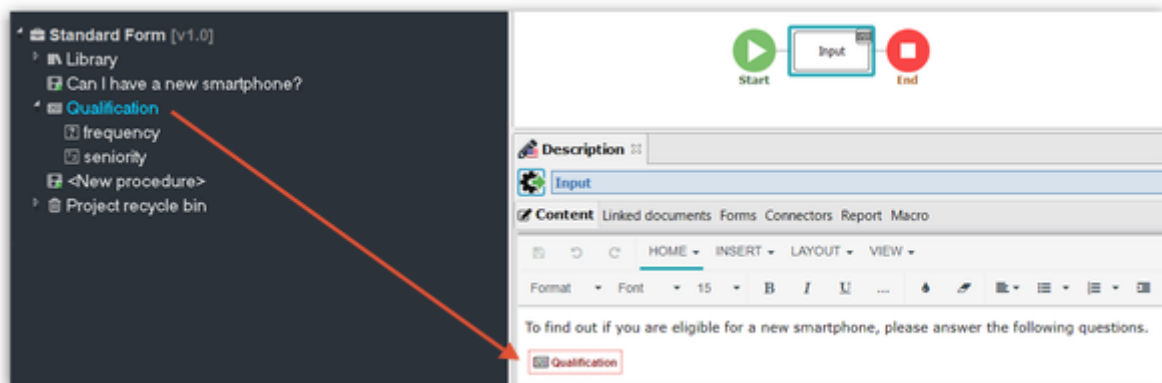 Standard Form [v1.0]
Library
Can I have a new smartphone?
Qualification
frequency
seniority
<New procedure>
Project recycle bin
Input
Start
End
Description
Input
Content Linked documents Forms Connectors Report Macro
HOME INSERT LAYOUT VIEW
Format Font 15 B I U ...
To find out if you are eligible for a new smartphone, please answer the following questions.
Qualification